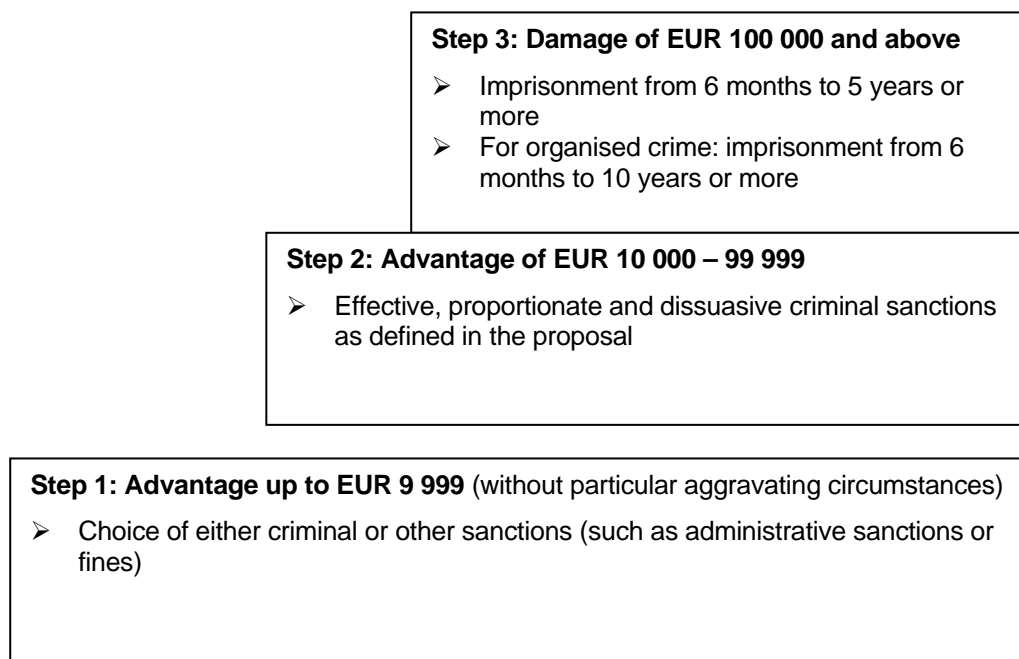 Step 3: Damage of EUR 100 000 and above
➢ Imprisonment from 6 months to 5 years or
more
➢ For organised crime: imprisonment from 6
months to 10 years or more
Step 2: Advantage of EUR 10 000 – 99 999
➢ Effective, proportionate and dissuasive criminal sanctions
as defined in the proposal
Step 1: Advantage up to EUR 9 999 (without particular aggravating circumstances)
➢ Choice of either criminal or other sanctions (such as administrative sanctions or
fines)